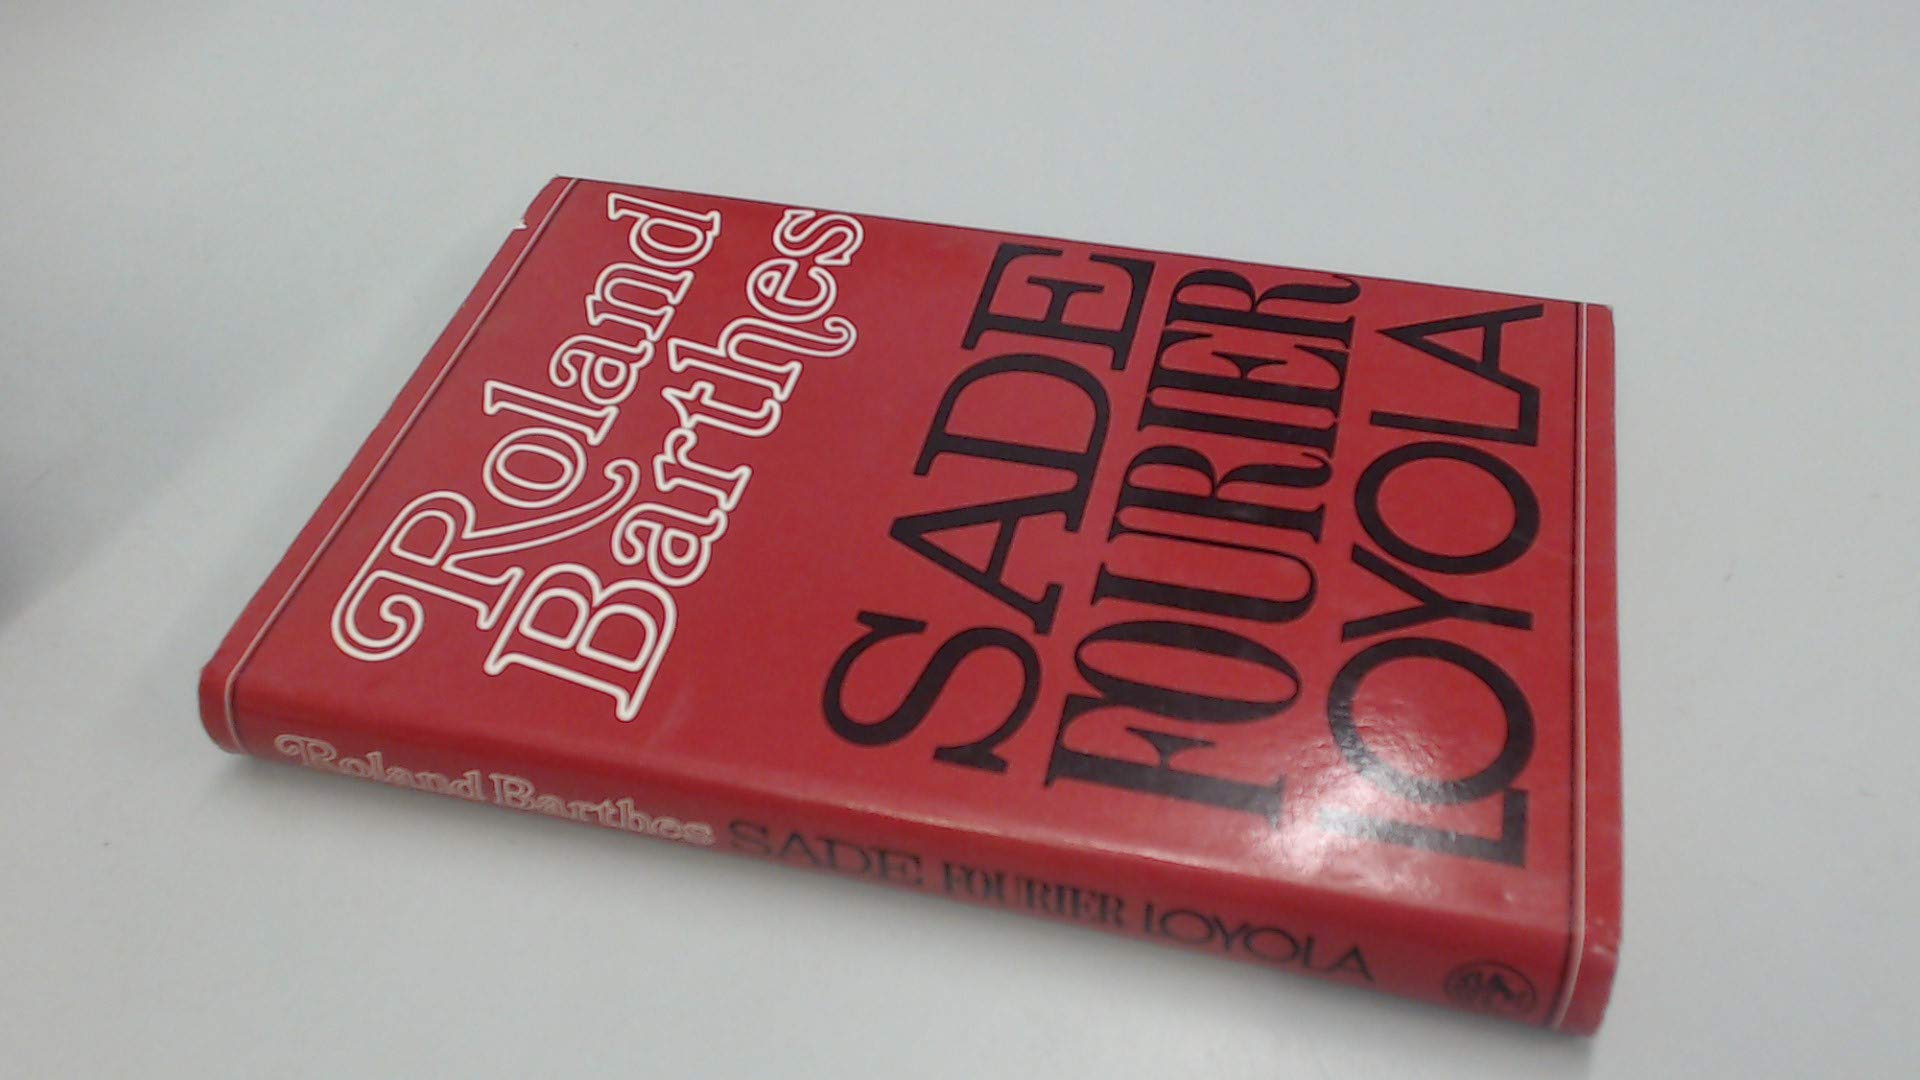 Roland
Barthes
SADE
FOURIER
LOYOLA
Roland Barthes SADE FOURIER LOYOLA